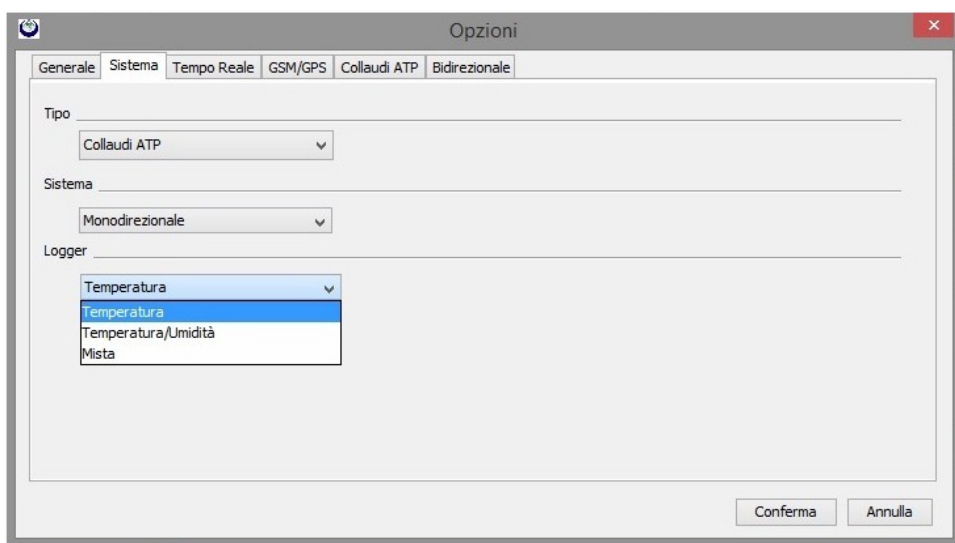 Opzioni
Generale Sistema Tempo Reale GSM/GPS Collaudi ATP Bidirezionale
Tipo
Collaudi ATP
Sistema
Monodirezionale
Logger
Temperatura
Temperatura
Temperatura/Umidità
Mista
Conferma Annulla